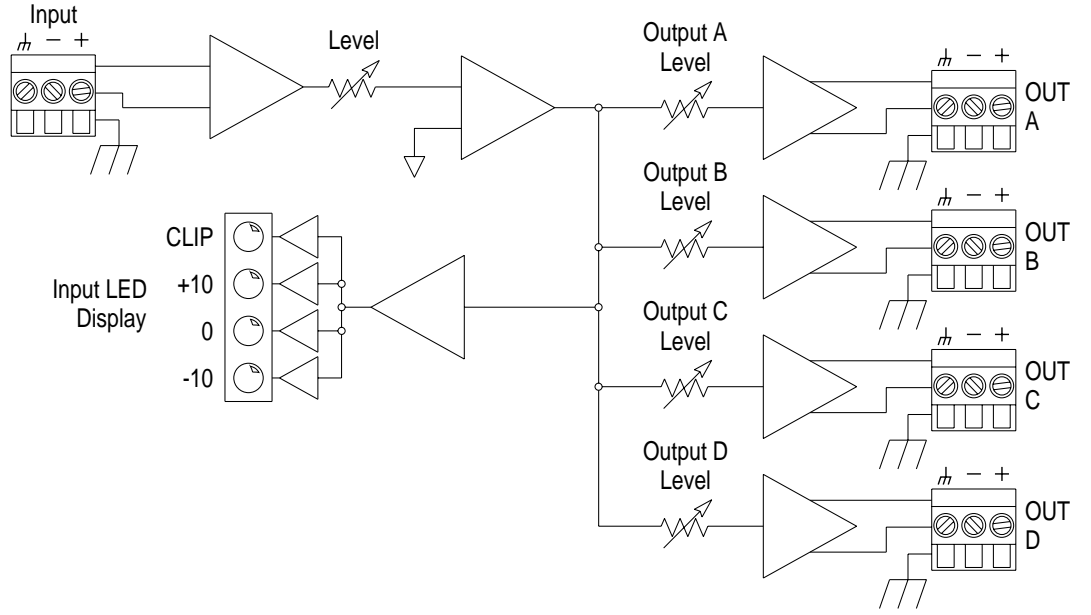 Input
− +
Level
Output A
Level
− +
OUT
A
Output B
Level
− +
OUT
B
CLIP
+10
0
-10
Input LED
Display
Output C
Level
− +
OUT
C
Output D
Level
− +
OUT
D